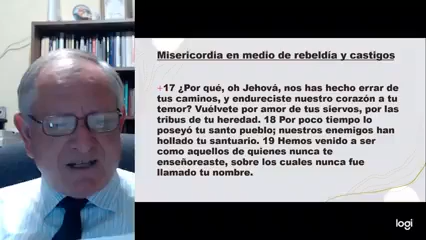 Misericordia en medio de rebeldía y castigos
+17 ¿Por qué, oh Jehová, nos has hecho errar de
tus caminos, y endureciste nuestro corazón a tu
temor? Vuélvete por amor de tus siervos, por las
tribus de tu heredad. 18 Por poco tiempo lo
poseyó tu santo pueblo; nuestros enemigos han
hollado tu santuario. 19 Hemos venido a
ser como aquellos de quienes nunca te
enseñoreaste, sobre los cuales nunca fue
llamado tu nombre.
logi